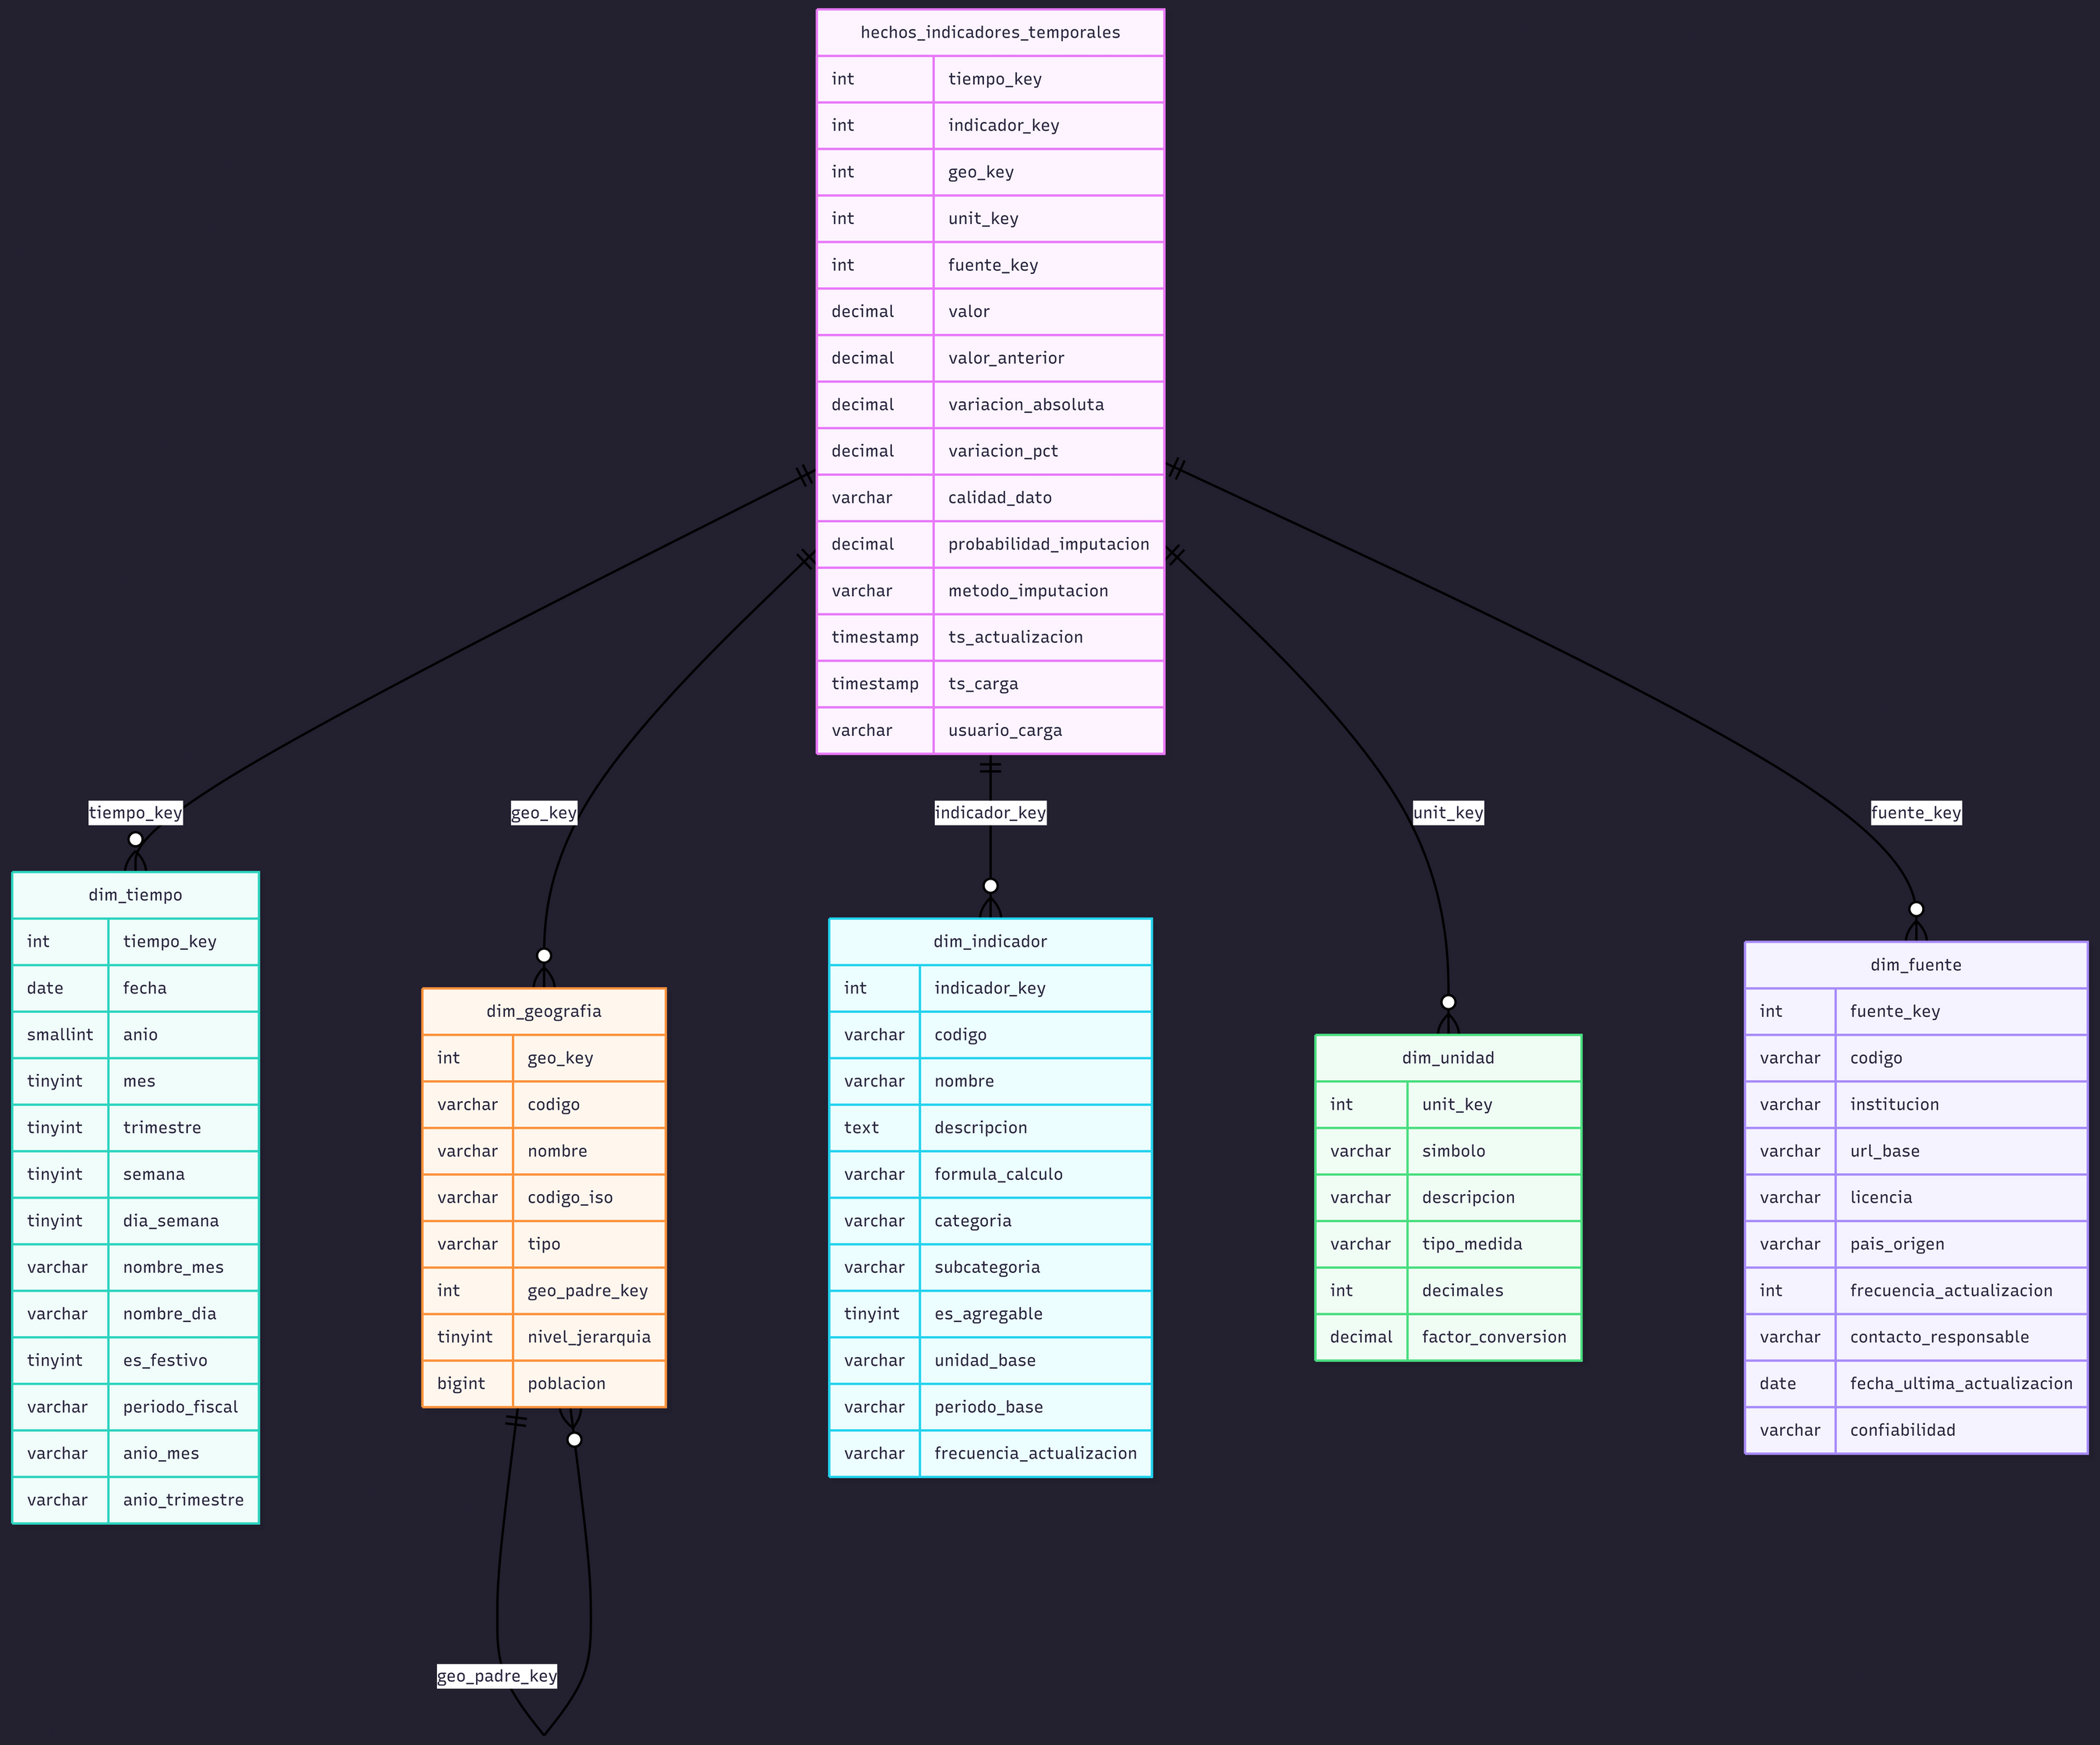 hechos_indicadores_temporales
int tiempo_key
int indicador_key
int geo_key
int unit_key
int fuente_key
decimal valor
decimal valor_anterior
decimal variacion_absoluta
decimal variacion_pct
varchar calidad_dato
decimal probabilidad_imputacion
varchar metodo_imputacion
timestamp ts_actualizacion
timestamp ts_carga
varchar usuario_carga
tiempo_key
geo_key
indicador_key
unit_key
fuente_key
dim_tiempo
int tiempo_key
date fecha
smallint anio
tinyint mes
tinyint trimestre
tinyint semana
tinyint dia_semana
varchar nombre_mes
varchar nombre_dia
tinyint es_festivo
varchar periodo_fiscal
varchar anio_mes
varchar anio_trimestre
dim_geografia
int geo_key
varchar codigo
varchar nombre
varchar codigo_iso
varchar tipo
int geo_padre_key
tinyint nivel_jerarquia
bigint poblacion
geo_padre_key
dim_indicador
int indicador_key
varchar codigo
varchar nombre
text descripcion
varchar formula_calculo
varchar categoria
varchar subcategoria
tinyint es_agregable
varchar unidad_base
varchar periodo_base
varchar frecuencia_actualizacion
dim_unidad
int unit_key
varchar simbolo
varchar descripcion
varchar tipo_medida
int decimales
decimal factor_conversion
dim_fuente
int fuente_key
varchar codigo
varchar institucion
varchar url_base
varchar licencia
varchar pais_origen
int frecuencia_actualizacion
varchar contacto_responsable
date fecha_ultima_actualizacion
varchar confiabilidad